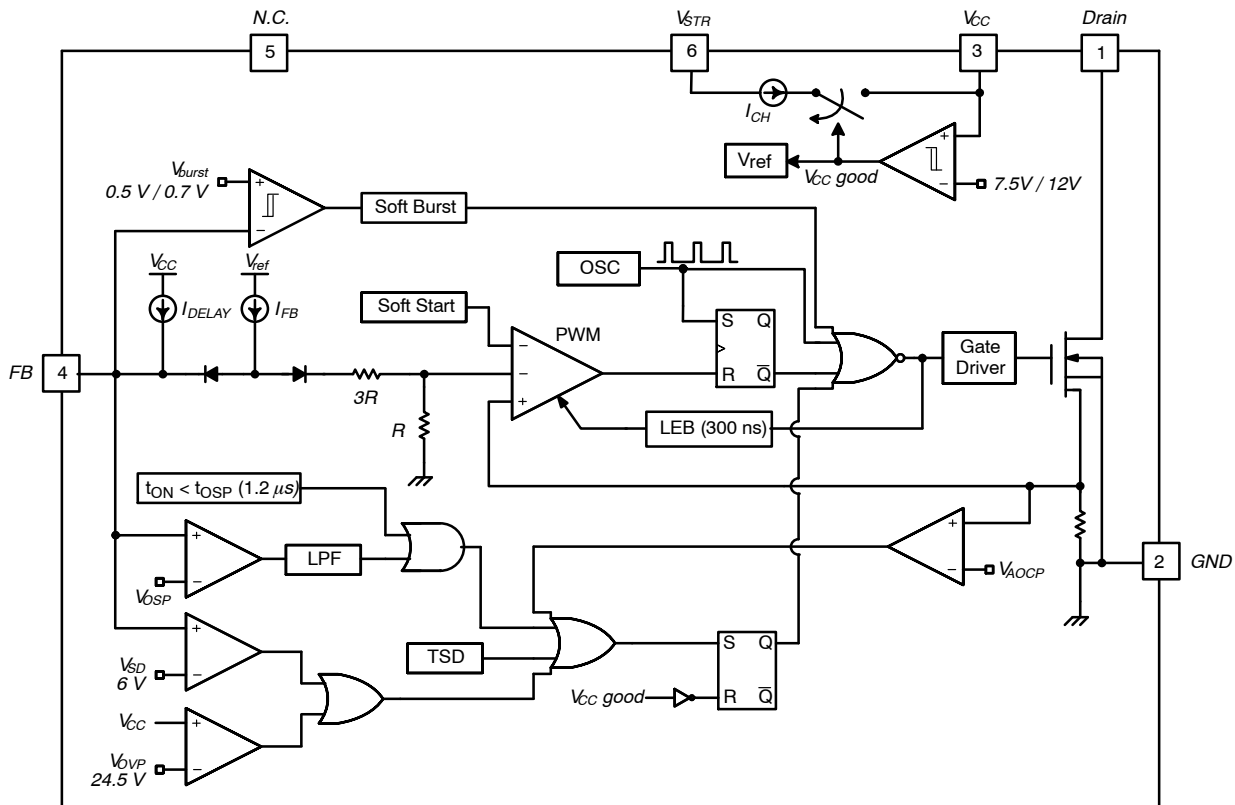 N.C.
VSTR
VCC
Drain
5
6
3
1
ICH
Vref
VCC good
+
−
7.5V / 12V
Vburst
0.5 V / 0.7 V
+
−
Soft Burst
VCC
Vref
IDELAY
IFB
OSC
Soft Start
PWM
−
−
+
S Q
R Q̅
Gate
Driver
FB
4
3R
R
LEB (300 ns)
tON < tOSP (1.2 μs)
+
−
VOSP
LPF
+
−
VAOCP
2
GND
+
−
VSD
6 V
TSD
S Q
R Q̅
VCC good
VCC
+
−
VOVP
24.5 V